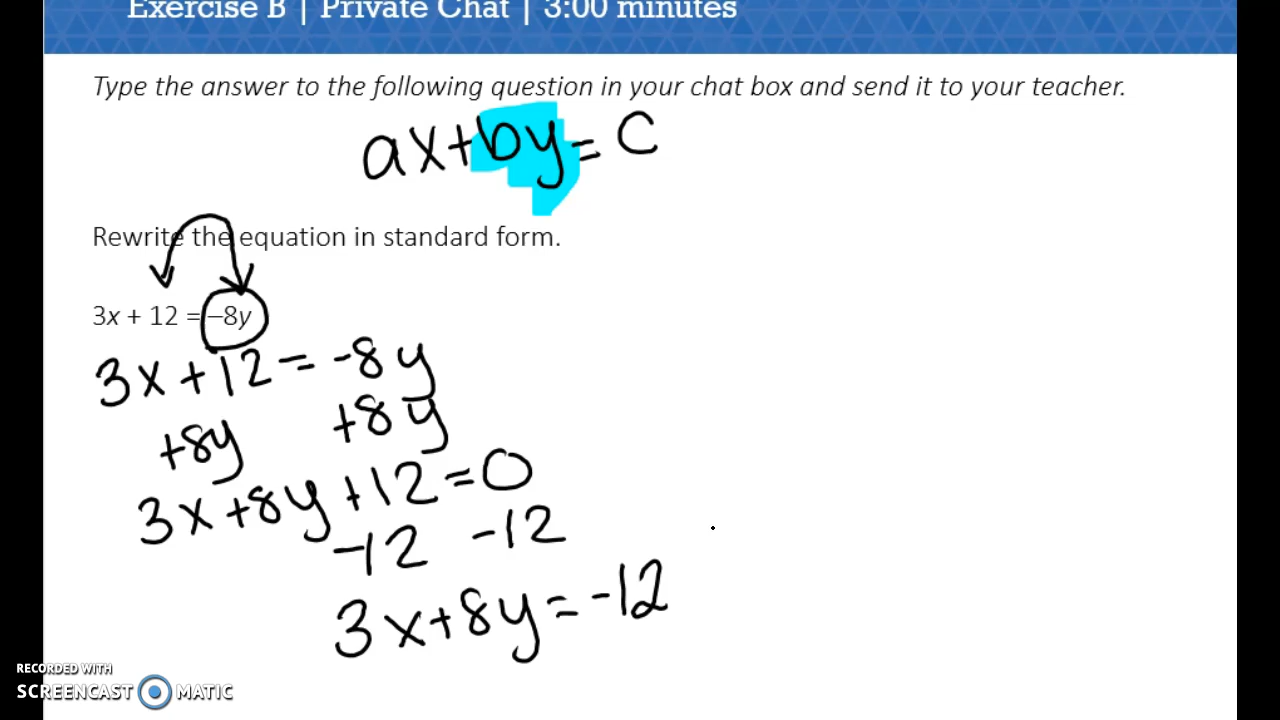 Exercise B | Private Chat | 3:00 minutes
Type the answer to the following question in your chat box and send it to your teacher.
ax+by=c
Rewrite the equation in standard form.
3x + 12 = −8y
3x+12=-8y
+8y +8y
3x+8y+12=0
-12 -12
3x+8y=-12
RECORDED WITH
SCREENCAST MATIC